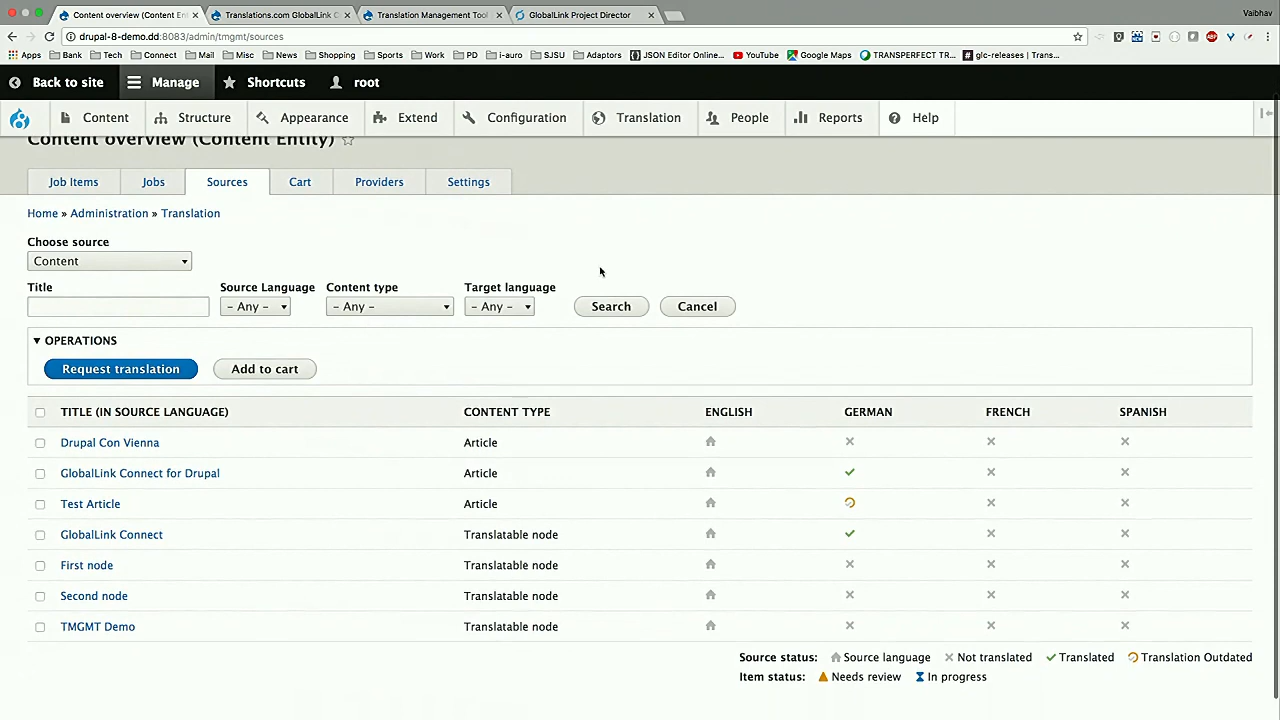 Content overview (Content En
Translations.com GlobalLink C
Translation Management Tool
GlobalLink Project Director
Vaibhav
drupal-8-demo.dd:8083/admin/tmgmt/sources
Apps Bank Tech Connect Mail Misc News Shopping Sports Work PD i-auro SJSU Adaptors JSON Editor Online... YouTube Google Maps TRANSPERFECT TR... glc-releases | Trans...
Back to site Manage Shortcuts root
Content Structure Appearance Extend Configuration Translation People Reports Help
Content overview (Content Entity)
Job Items Jobs Sources Cart Providers Settings
Home » Administration » Translation
Choose source
Content
Title Source Language Content type Target language
- Any - - Any - - Any - Search Cancel
OPERATIONS
Request translation Add to cart
TITLE (IN SOURCE LANGUAGE) CONTENT TYPE ENGLISH GERMAN FRENCH SPANISH
Drupal Con Vienna Article
GlobalLink Connect for Drupal Article
Test Article Article
GlobalLink Connect Translatable node
First node Translatable node
Second node Translatable node
TMGMT Demo Translatable node
Source status: Source language Not translated Translated Translation Outdated
Item status: Needs review In progress